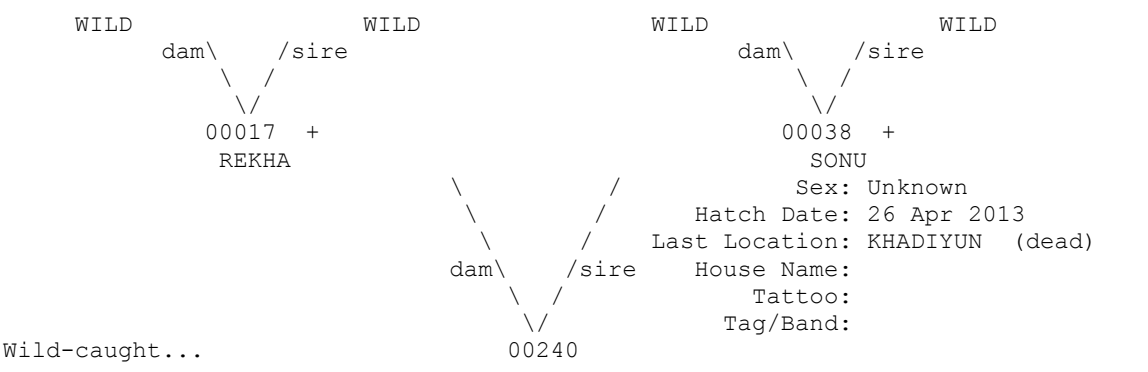 WILD WILD WILD WILD
dam\ /sire dam\ /sire
\ / \ /
\/ \/
00017 + 00038 +
REKHA SONU
\ / Sex: Unknown
\ / Hatch Date: 26 Apr 2013
\ / Last Location: KHADIYUN (dead)
dam\ /sire House Name:
\ / Tattoo:
\/ Tag/Band:
Wild-caught... 00240